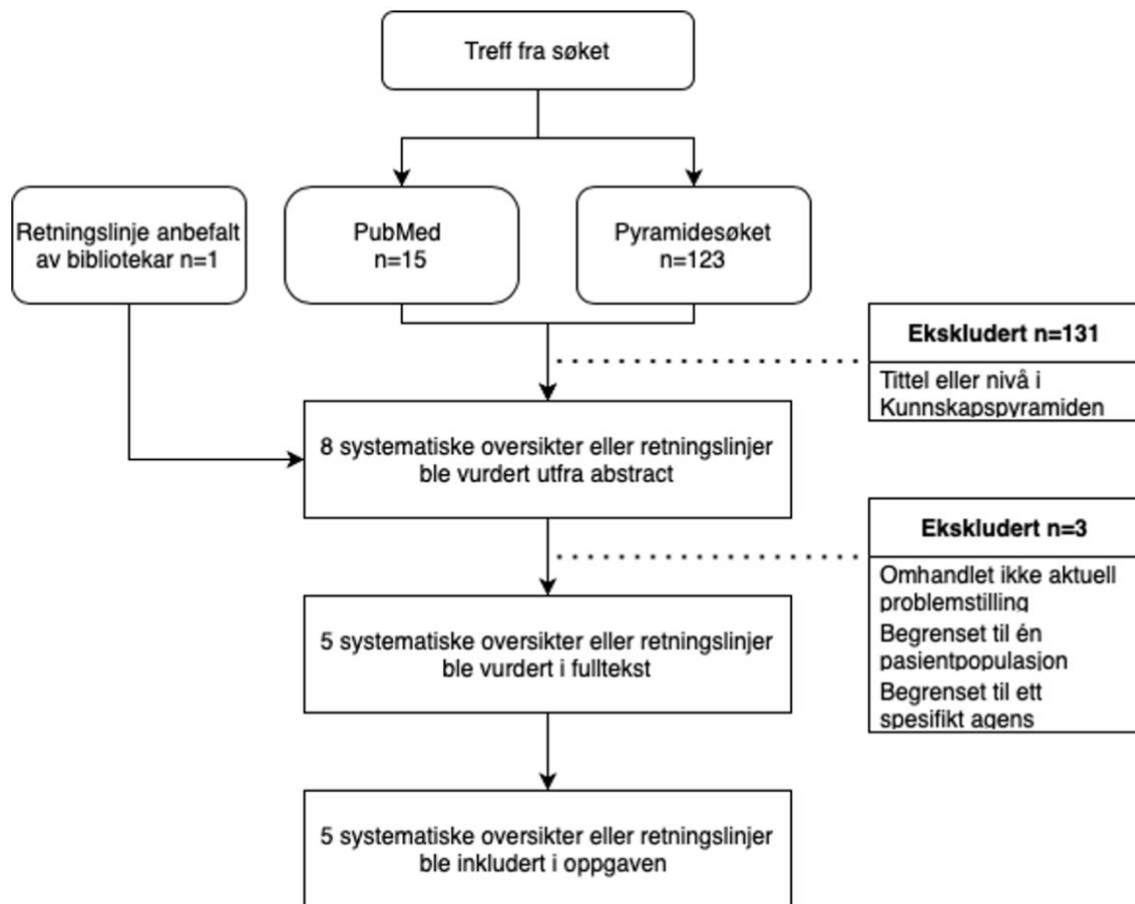 Treff fra søket
Retningslinje anbefalt
av bibliotekar n=1
PubMed
n=15
Pyramidesøket
n=123
Ekskludert n=131
Tittel eller nivå i
Kunnskapspyramiden
8 systematiske oversikter eller retningslinjer
ble vurdert utfra abstract
Ekskludert n=3
Omhandlet ikke aktuell
problemstilling
Begrenset til én
pasientpopulasjon
Begrenset til ett
spesifikt agens
5 systematiske oversikter eller retningslinjer
ble vurdert i fulltekst
5 systematiske oversikter eller retningslinjer
ble inkludert i oppgaven